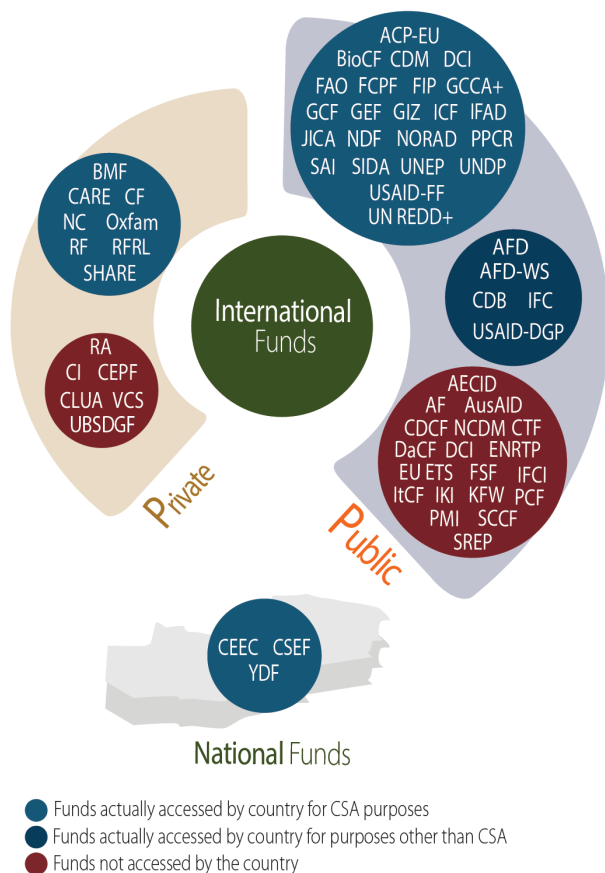 ACP-EU
BioCF CDM DCI
FAO FCPF FIP GCCA+
GCF GEF GIZ ICF IFAD
JICA NDF NORAD PPCR
SAI SIDA UNEP UNDP
USAID-FF
UN REDD+
BMF
CARE CF
NC Oxfam
RF RFRL
SHARE
AFD
AFD-WS
CDB IFC
USAID-DGP
International
Funds
RA
CI CEPF
CLUA VCS
UBSDGF
AECID
AF AusAID
CDCF NCDM CTF
DaCF DCI ENRTP
EU ETS FSF IFCI
ItCF IKI KFW PCF
PMI SCCF
SREP
Private
Public
CEEC CSEF
YDF
National Funds
Funds actually accessed by country for CSA purposes
Funds actually accessed by country for purposes other than CSA
Funds not accessed by the country